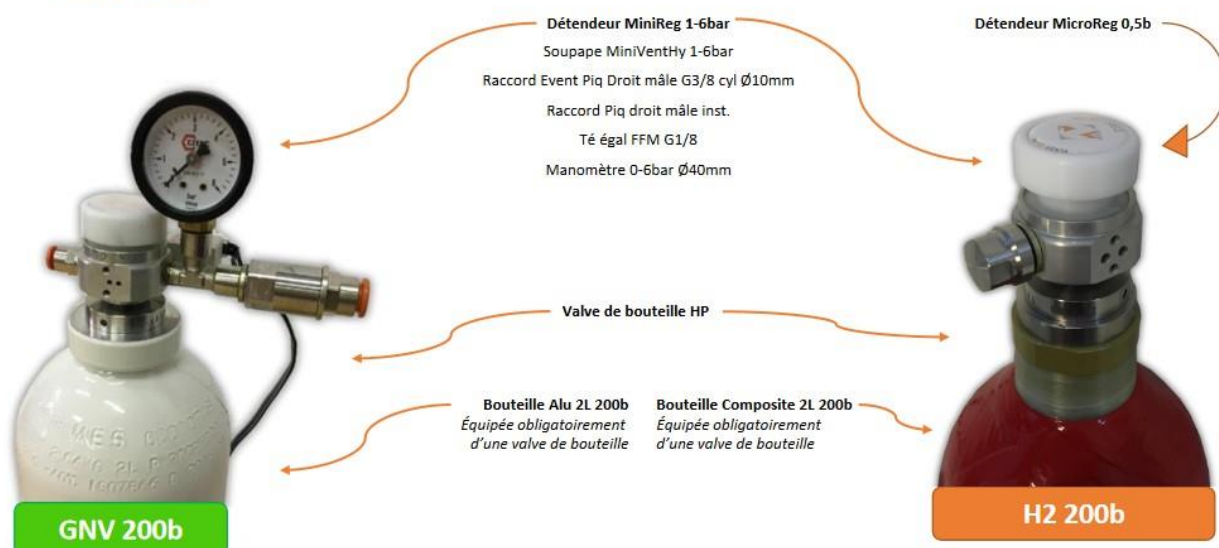 Détendeur MiniReg 1-6bar
Soupape MiniVentHy 1-6bar
Raccord Event Piq Droit mâle G3/8 cyl Ø10mm
Raccord Piq droit mâle inst.
Té égal FFM G1/8
Manomètre 0-6bar Ø40mm
Détendeur MicroReg 0,5b
bar
Valve de bouteille HP
Bouteille Alu 2L 200b
Équipée obligatoirement
d’une valve de bouteille
Bouteille Composite 2L 200b
Équipée obligatoirement
d’une valve de bouteille
GNV 200b
H2 200b